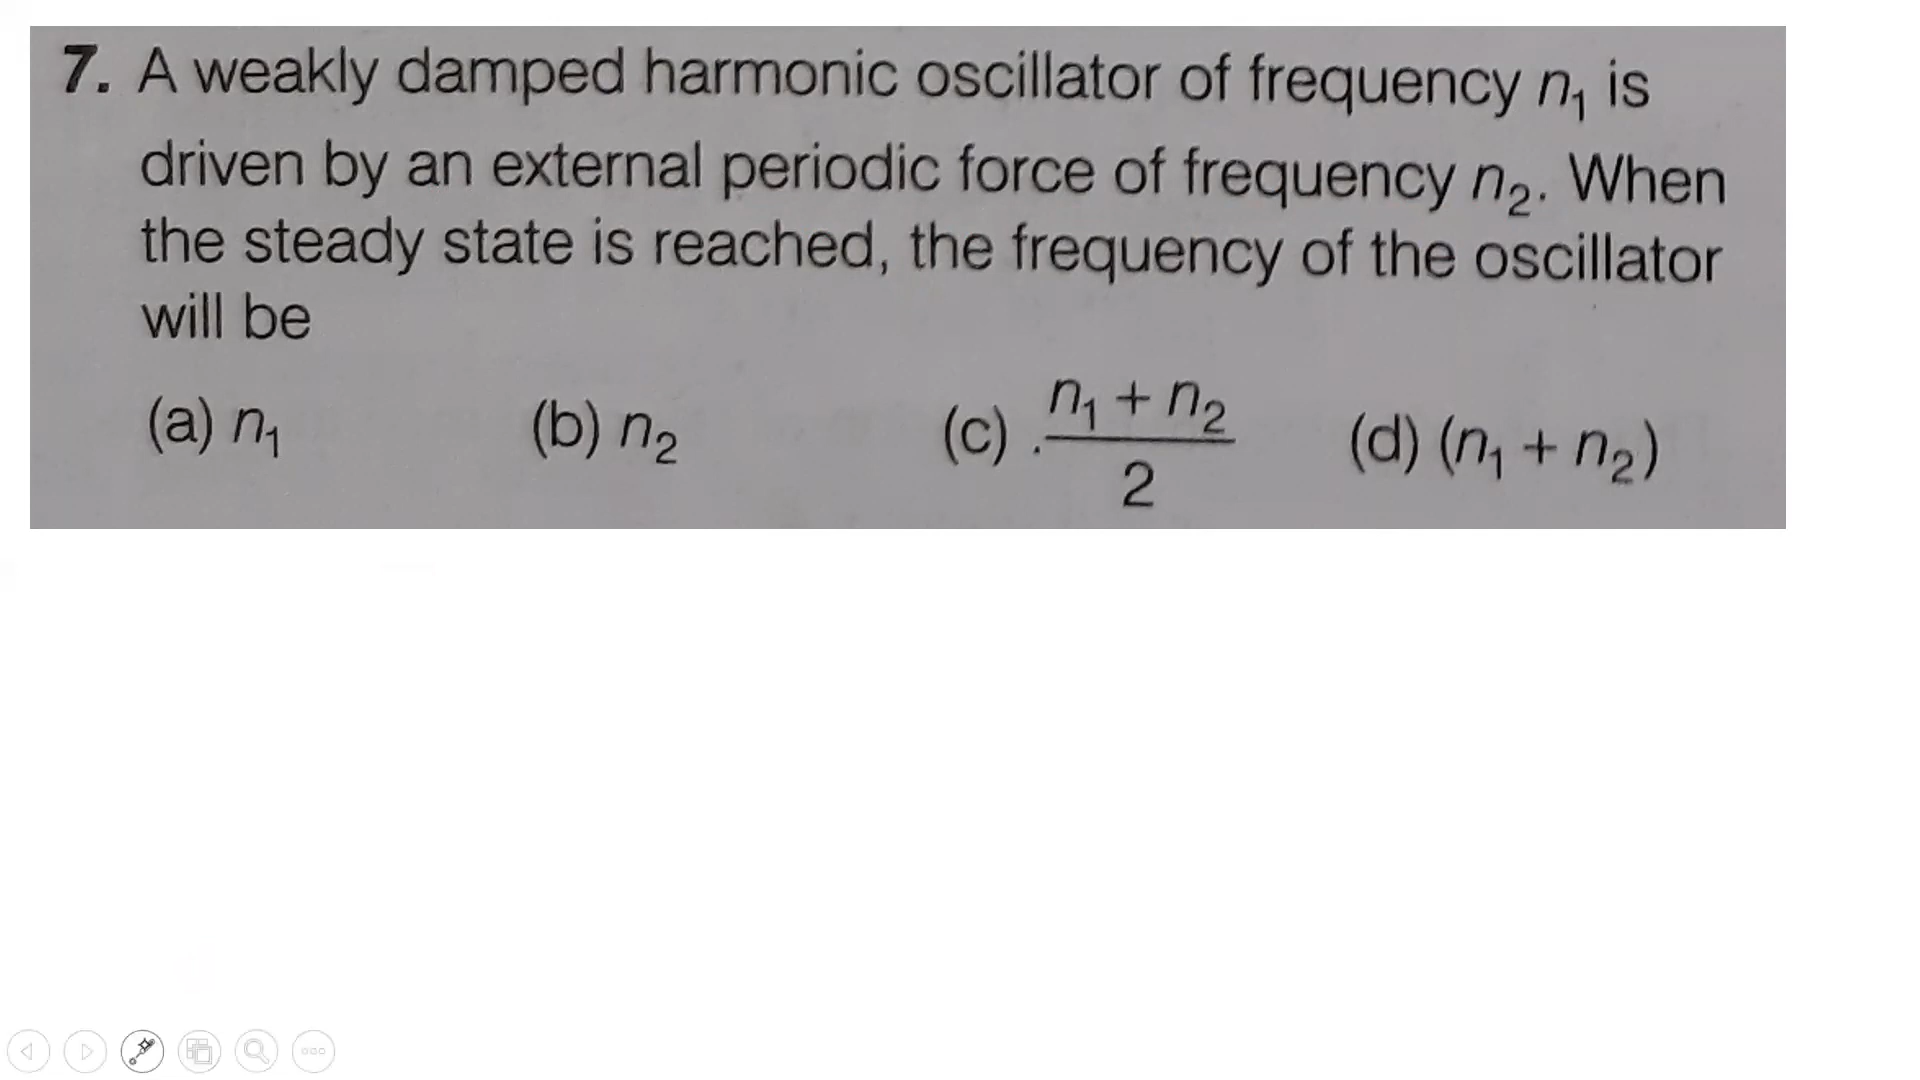 7. A weakly damped harmonic oscillator of frequency n₁ is
driven by an external periodic force of frequency n₂. When
the steady state is reached, the frequency of the oscillator
will be
(a) n₁ (b) n₂ (c) (n₁ + n₂)/2 (d) (n₁ + n₂)